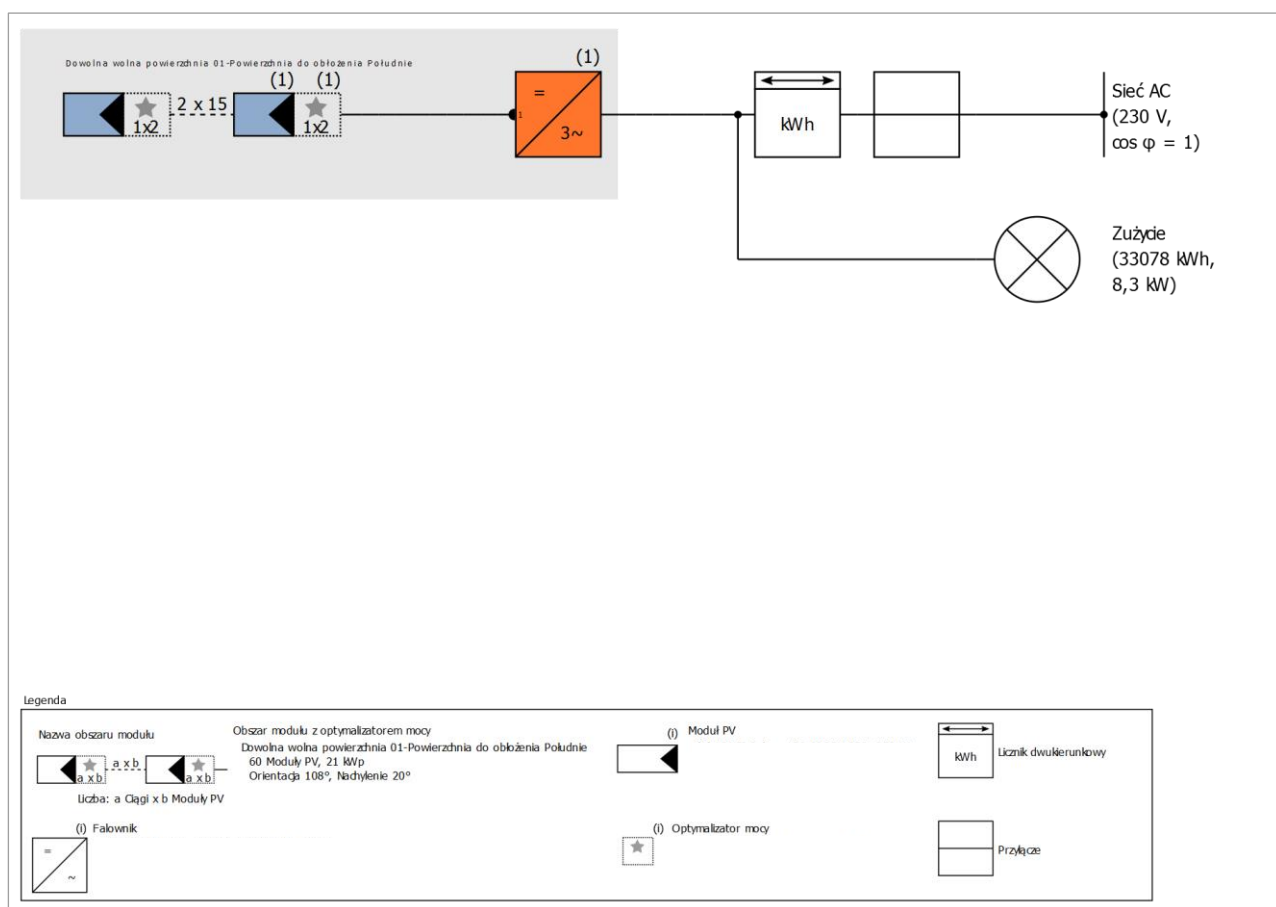 Dowolna wolna powierzchnia 01-Powierzchnia do obłożenia Południe
(1) (1) (1)
2 x 15
1x2 1x2
=
1
3~
kWh
Sieć AC
(230 V,
cos φ = 1)
Zużycie
(33078 kWh,
8,3 kW)
Legenda
Nazwa obszaru modułu
a x b
a x b a x b
Liczba: a Ciągi x b Moduły PV
Obszar modułu z optymalizatorem mocy
Dowolna wolna powierzchnia 01-Powierzchnia do obłożenia Południe
60 Moduły PV, 21 kWp
Orientacja 108°, Nachylenie 20°
(i) Moduł PV
kWh
Licznik dwukierunkowy
(i) Falownik
=
~
(i) Optymalizator mocy
Przyłącze